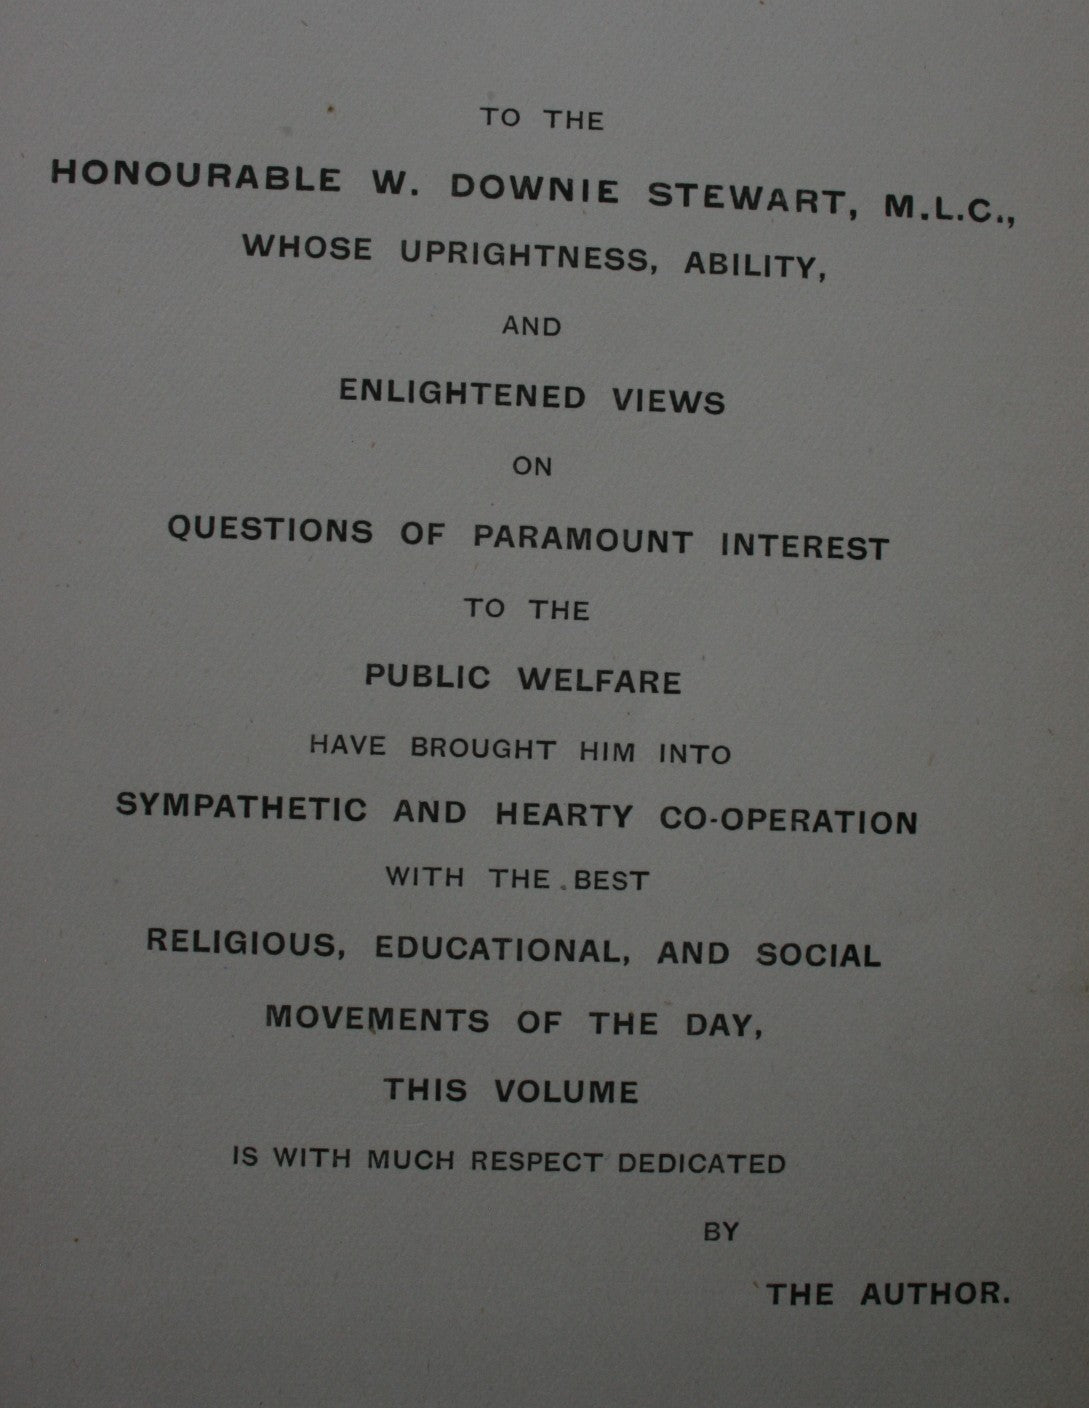 TO THE
HONOURABLE W. DOWNIE STEWART, M.L.C.,
WHOSE UPRIGHTNESS, ABILITY,
AND
ENLIGHTENED VIEWS
ON
QUESTIONS OF PARAMOUNT INTEREST
TO THE
PUBLIC WELFARE
HAVE BROUGHT HIM INTO
SYMPATHETIC AND HEARTY CO-OPERATION
WITH THE BEST
RELIGIOUS, EDUCATIONAL, AND SOCIAL
MOVEMENTS OF THE DAY,
THIS VOLUME
IS WITH MUCH RESPECT DEDICATED
BY
THE AUTHOR.